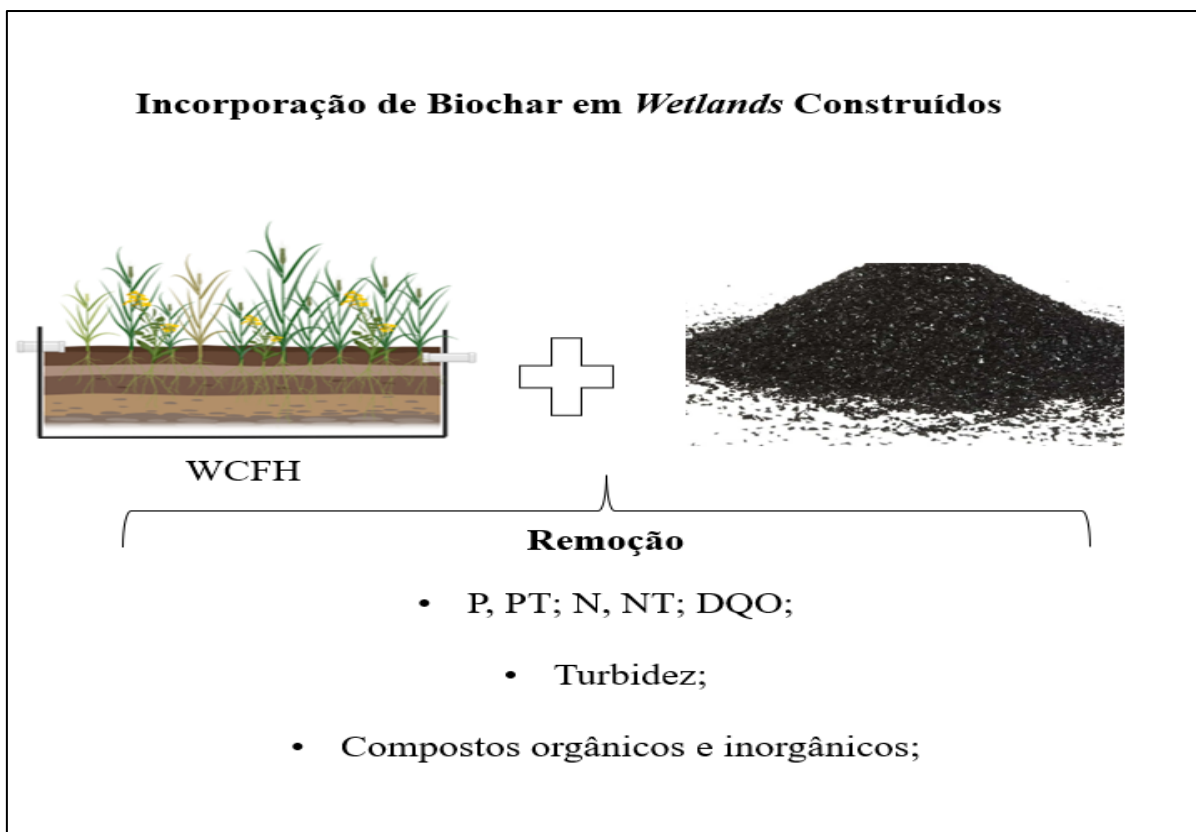 Incorporação de Biochar em Wetlands Construídos
WCFH
Remoção
• P, PT; N, NT; DQO;
• Turbidez;
• Compostos orgânicos e inorgânicos;